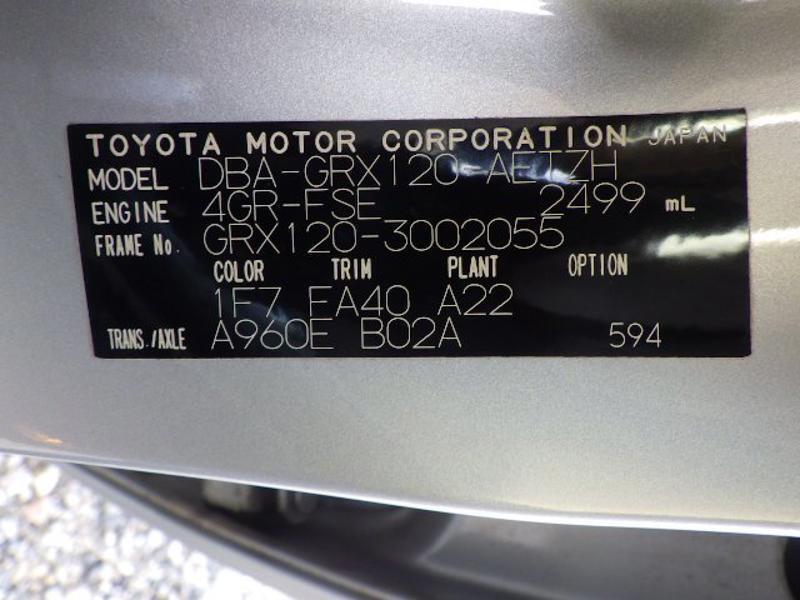 TOYOTA MOTOR CORPORATION JAPAN
MODEL DBA-GRX120-AETZH
ENGINE 4GR-FSE 2499 mL
FRAME No. GRX120-3002055
COLOR TRIM PLANT OPTION
1F7 EA40 A22
TRANS./AXLE A960E B02A 594